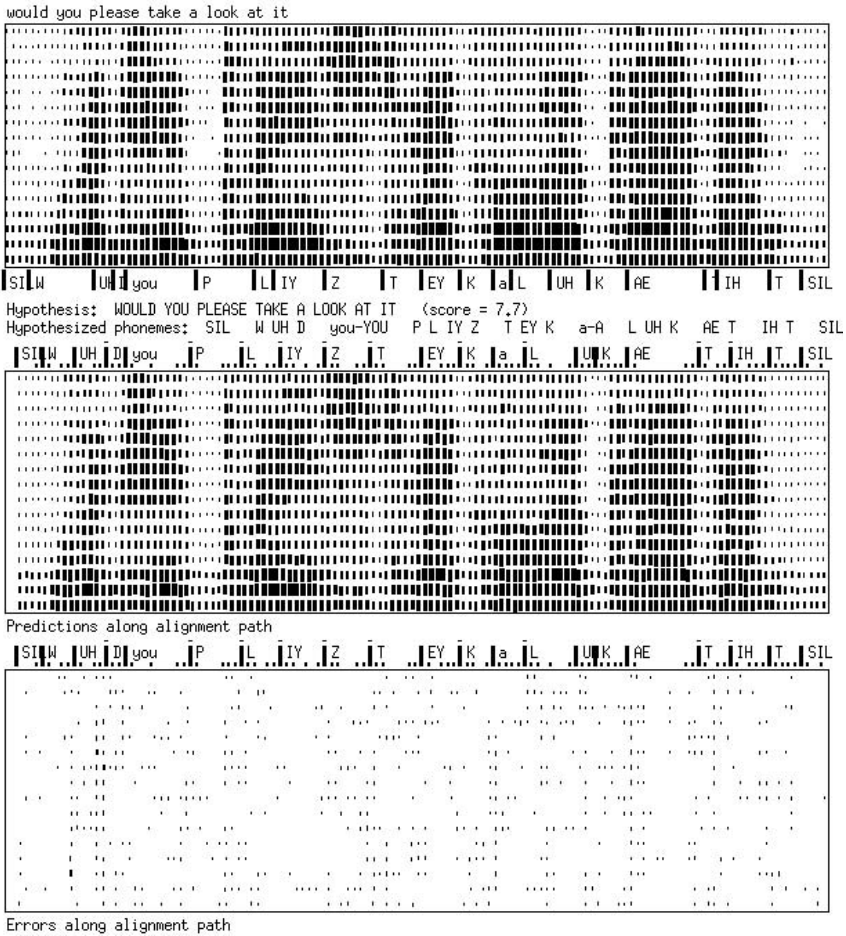 would you please take a look at it
SIL W UH D you P L IY Z T EY K a L UH K AE T IH T SIL
Hypothesis: WOULD YOU PLEASE TAKE A LOOK AT IT (score = 7.7)
Hypothesized phonemes: SIL W UH D you-YOU P L IY Z T EY K a-A L UH K AE T IH T SIL
SIL W UH D you P L IY Z T EY K a L UH K AE T IH T SIL
Predictions along alignment path
SIL W UH D you P L IY Z T EY K a L UH K AE T IH T SIL
Errors along alignment path